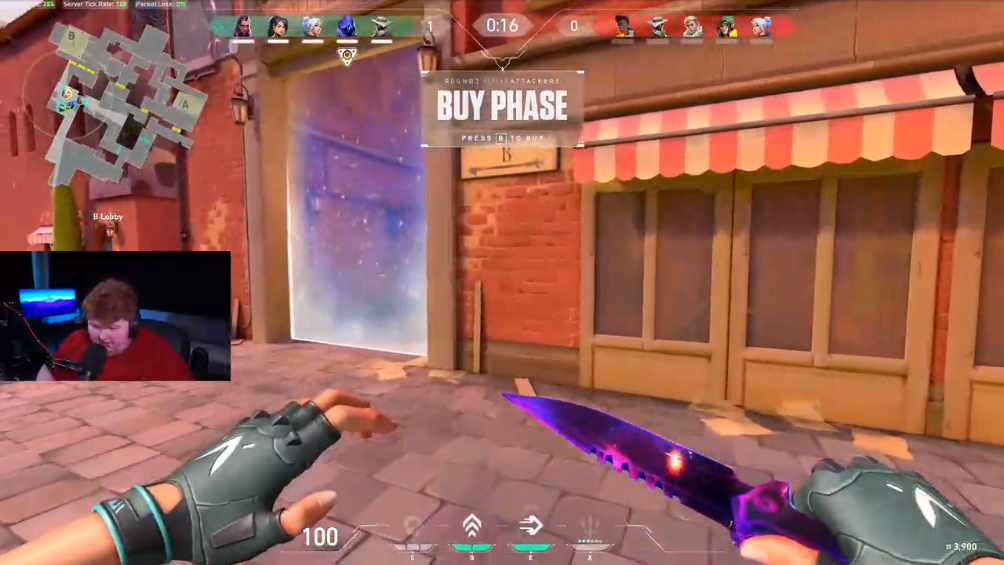 Server Tick Rate: 128 Packet Loss: 0%
1 0:16 0
B
A
ATTACKERS
BUY PHASE
PRESS B TO BUY
B
B Lobby
100
C Q E X
3,900